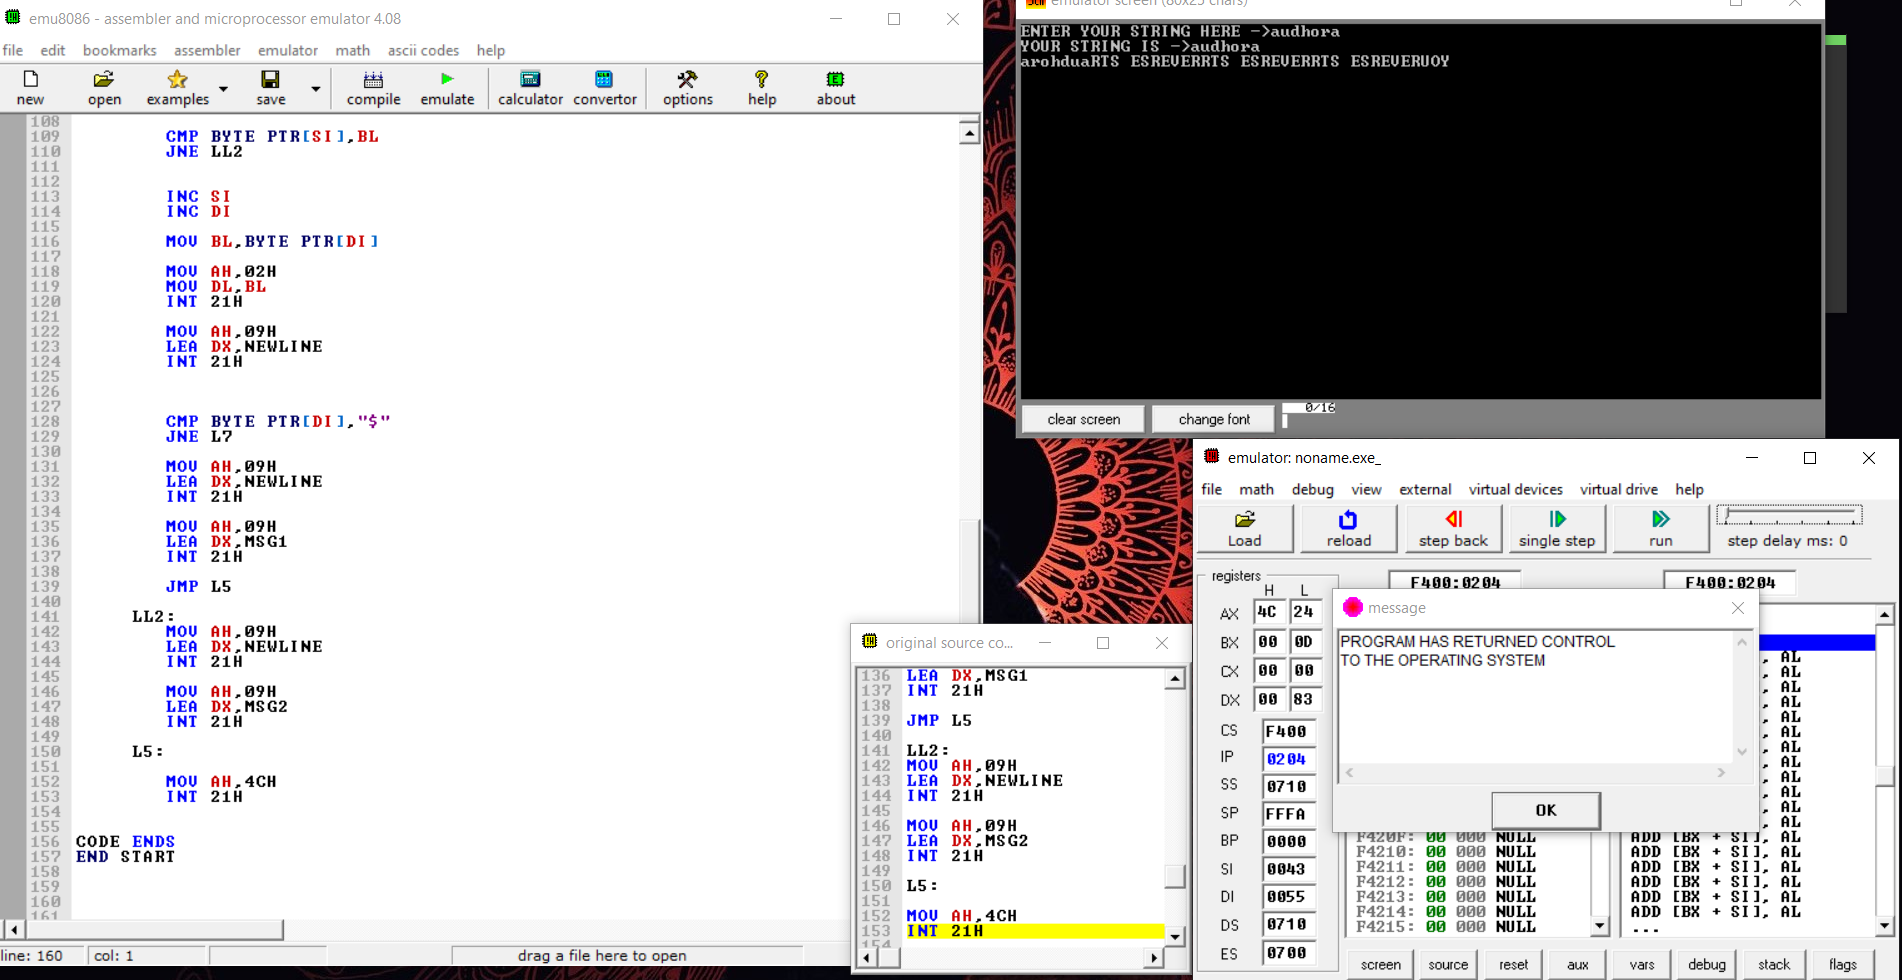 emu8086 - assembler and microprocessor emulator 4.08
file edit bookmarks assembler emulator math ascii codes help
new open examples save compile emulate calculator convertor options help about
108
109 CMP BYTE PTR[SI],BL
110 JNE LL2
111
112
113 INC SI
114 INC DI
115
116 MOV BL,BYTE PTR[DI]
117
118 MOV AH,02H
119 MOV DL,BL
120 INT 21H
121
122 MOV AH,09H
123 LEA DX,NEWLINE
124 INT 21H
125
126
127
128 CMP BYTE PTR[DI],"$"
129 JNE L7
130
131 MOV AH,09H
132 LEA DX,NEWLINE
133 INT 21H
134
135 MOV AH,09H
136 LEA DX,MSG1
137 INT 21H
138
139 JMP L5
140
141 LL2:
142 MOV AH,09H
143 LEA DX,NEWLINE
144 INT 21H
145
146 MOV AH,09H
147 LEA DX,MSG2
148 INT 21H
149
150 L5:
151
152 MOV AH,4CH
153 INT 21H
154
155
156 CODE ENDS
157 END START
158
159
160
161
line: 160 col: 1 drag a file here to open
emulator screen (80x25 chars)
ENTER YOUR STRING HERE ->audhora
YOUR STRING IS ->audhora
arohduaRTS ESREVERRTS ESREVERRTS ESREVERUOY
clear screen change font 0/16
original source co...
136 LEA DX,MSG1
137 INT 21H
138
139 JMP L5
140
141 LL2:
142 MOV AH,09H
143 LEA DX,NEWLINE
144 INT 21H
145
146 MOV AH,09H
147 LEA DX,MSG2
148 INT 21H
149
150 L5:
151
152 MOV AH,4CH
153 INT 21H
154
emulator: noname.exe_
file math debug view external virtual devices virtual drive help
Load reload step back single step run step delay ms: 0
registers F400:0204 F400:0204
H L
AX 4C 24
BX 00 0D
CX 00 00
DX 00 83
CS F400
IP 0204
SS 0710
SP FFFA
BP 0000
SI 0043
DI 0055
DS 0710
ES 0700
message
PROGRAM HAS RETURNED CONTROL
TO THE OPERATING SYSTEM
OK
, AL
, AL
, AL
, AL
, AL
, AL
, AL
, AL
, AL
, AL
, AL
, AL
F420F: 00 000 NULL ADD [BX + SI], AL
F4210: 00 000 NULL ADD [BX + SI], AL
F4211: 00 000 NULL ADD [BX + SI], AL
F4212: 00 000 NULL ADD [BX + SI], AL
F4213: 00 000 NULL ADD [BX + SI], AL
F4214: 00 000 NULL ADD [BX + SI], AL
F4215: 00 000 NULL ...
screen source reset aux vars debug stack flags